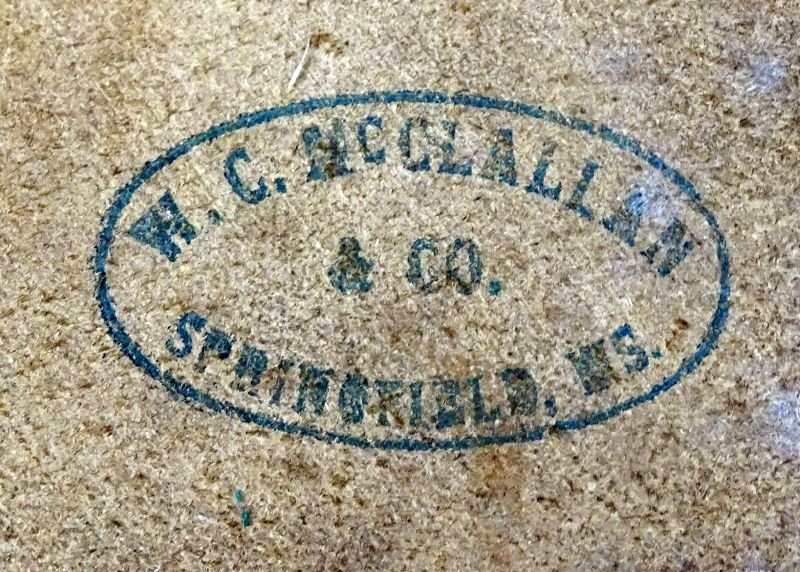 W. C. McCLALLAN
& CO.
SPRINGFIELD, MS.